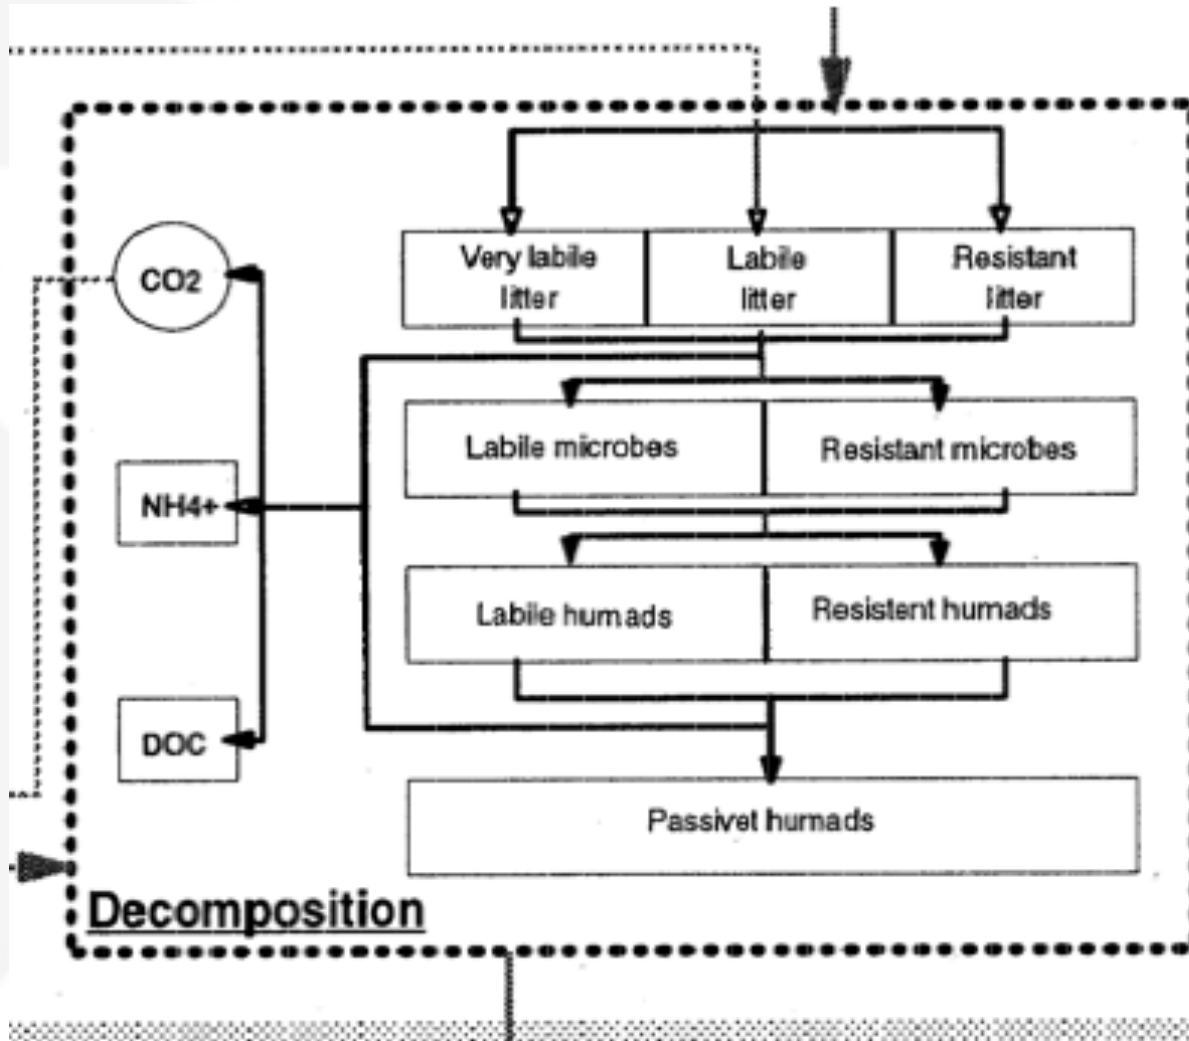 Very labile
litter
Labile
litter
Resistant
litter
CO2
Labile microbes
Resistant microbes
NH4+
Labile humads
Resistent humads
DOC
Passivet humads
Decomposition